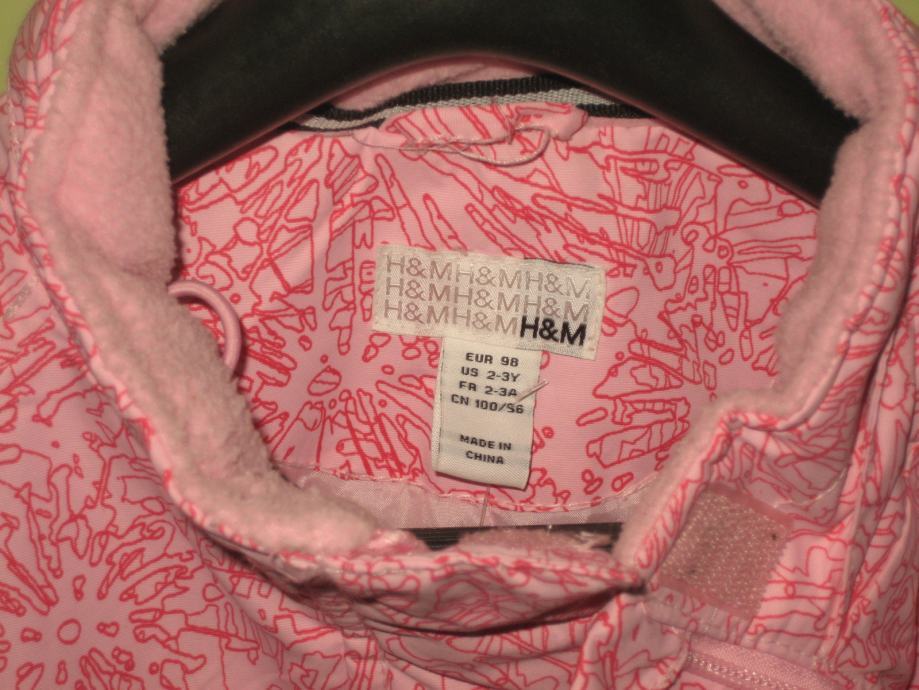 H&MH&MH&M
H&MH&MH&M
H&MH&MH&M
EUR 98
US 2-3Y
FR 2-3A
CN 100/56
MADE IN
CHINA